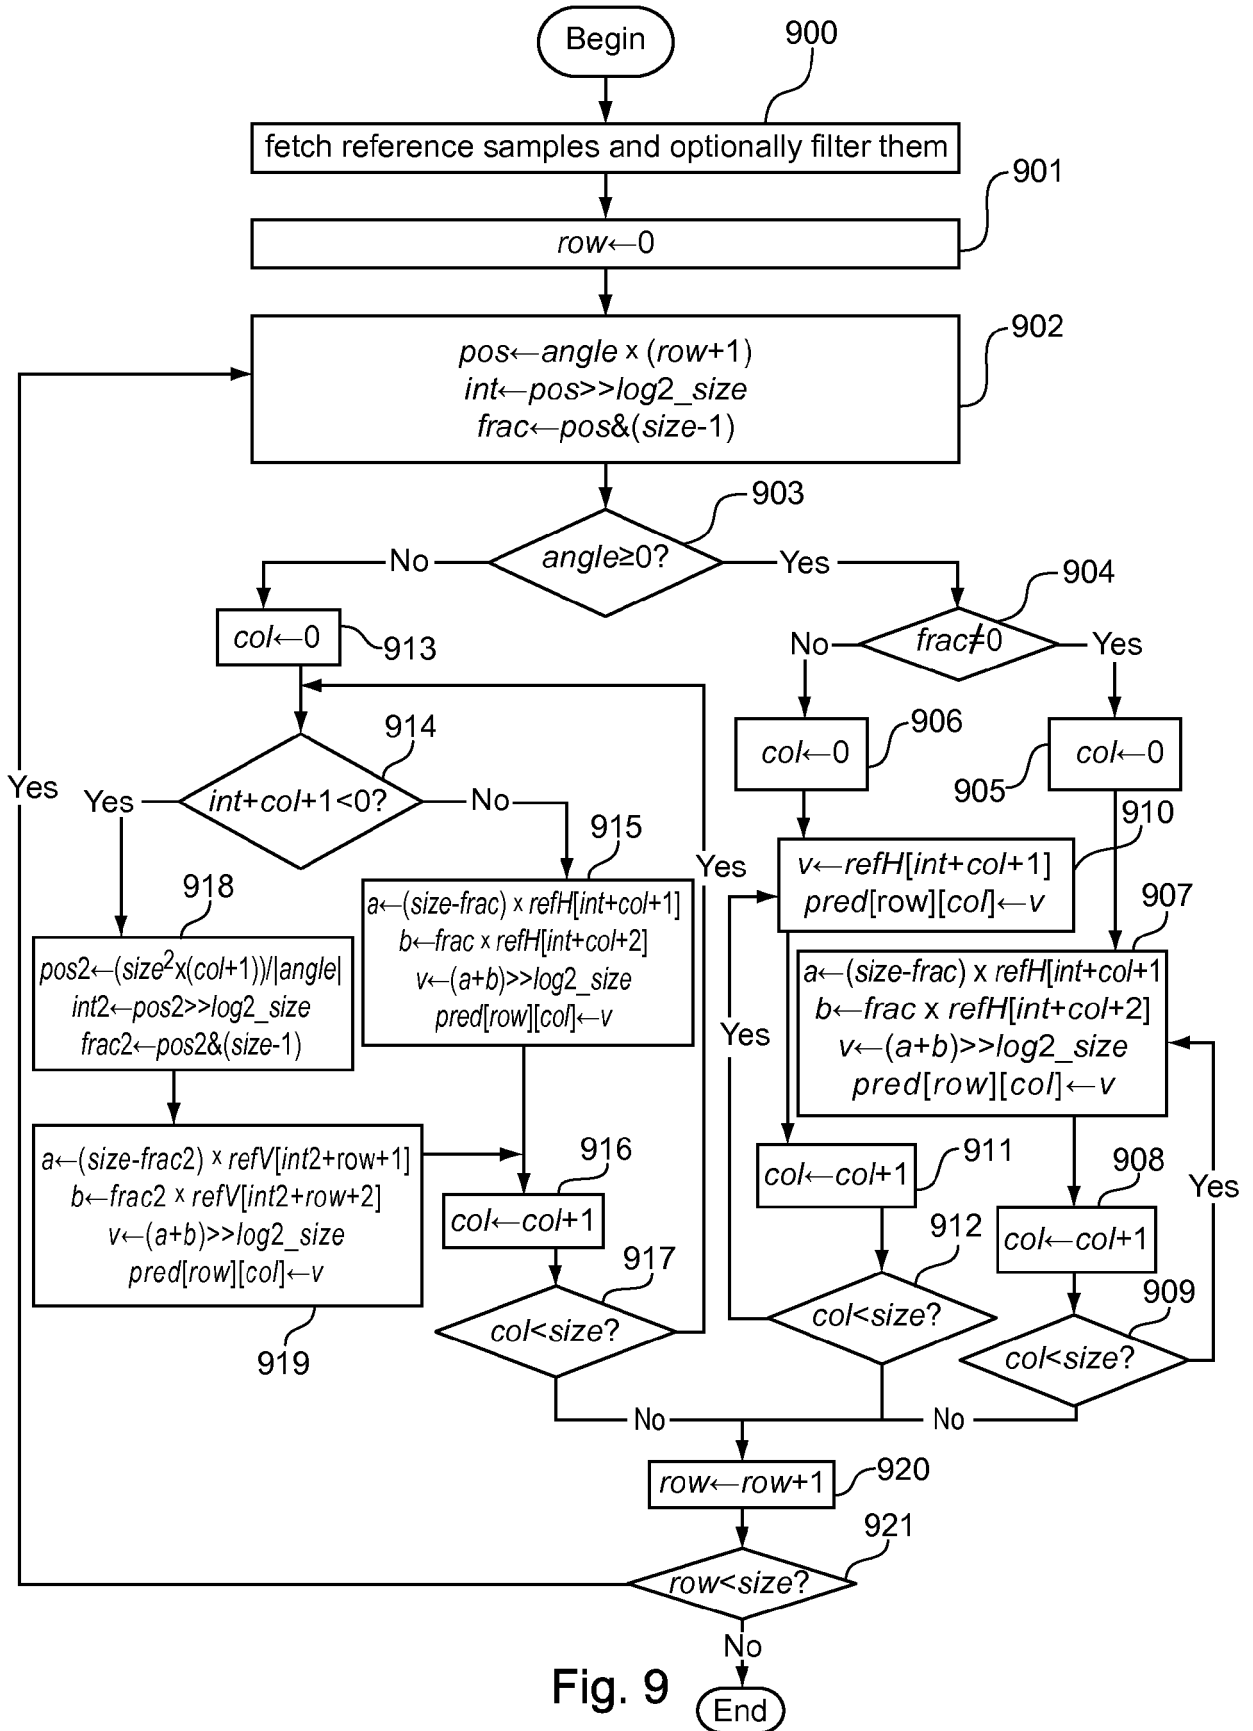 Begin
900
fetch reference samples and optionally filter them
901
row←0
902
pos←angle x (row+1)
int←pos>>log2_size
frac←pos&(size-1)
903
angle≥0?
No
Yes
904
frac≠0
No
Yes
col←0
913
906
col←0
905
col←0
914
int+col+1<0?
Yes
No
Yes
910
v←refH[int+col+1]
pred[row][col]←v
915
a←(size-frac) x refH[int+col+1]
b←frac x refH[int+col+2]
v←(a+b)>>log2_size
pred[row][col]←v
Yes
918
pos2←(size²x(col+1))/|angle|
int2←pos2>>log2_size
frac2←pos2&(size-1)
907
a←(size-frac) x refH[int+col+1
b←frac x refH[int+col+2]
v←(a+b)>>log2_size
pred[row][col]←v
Yes
a←(size-frac2) x refV[int2+row+1]
b←frac2 x refV[int2+row+2]
v←(a+b)>>log2_size
pred[row][col]←v
919
916
col←col+1
911
col←col+1
908
col←col+1
Yes
917
col<size?
912
col<size?
909
col<size?
No
No
row←row+1
920
921
row<size?
No
Fig. 9
End